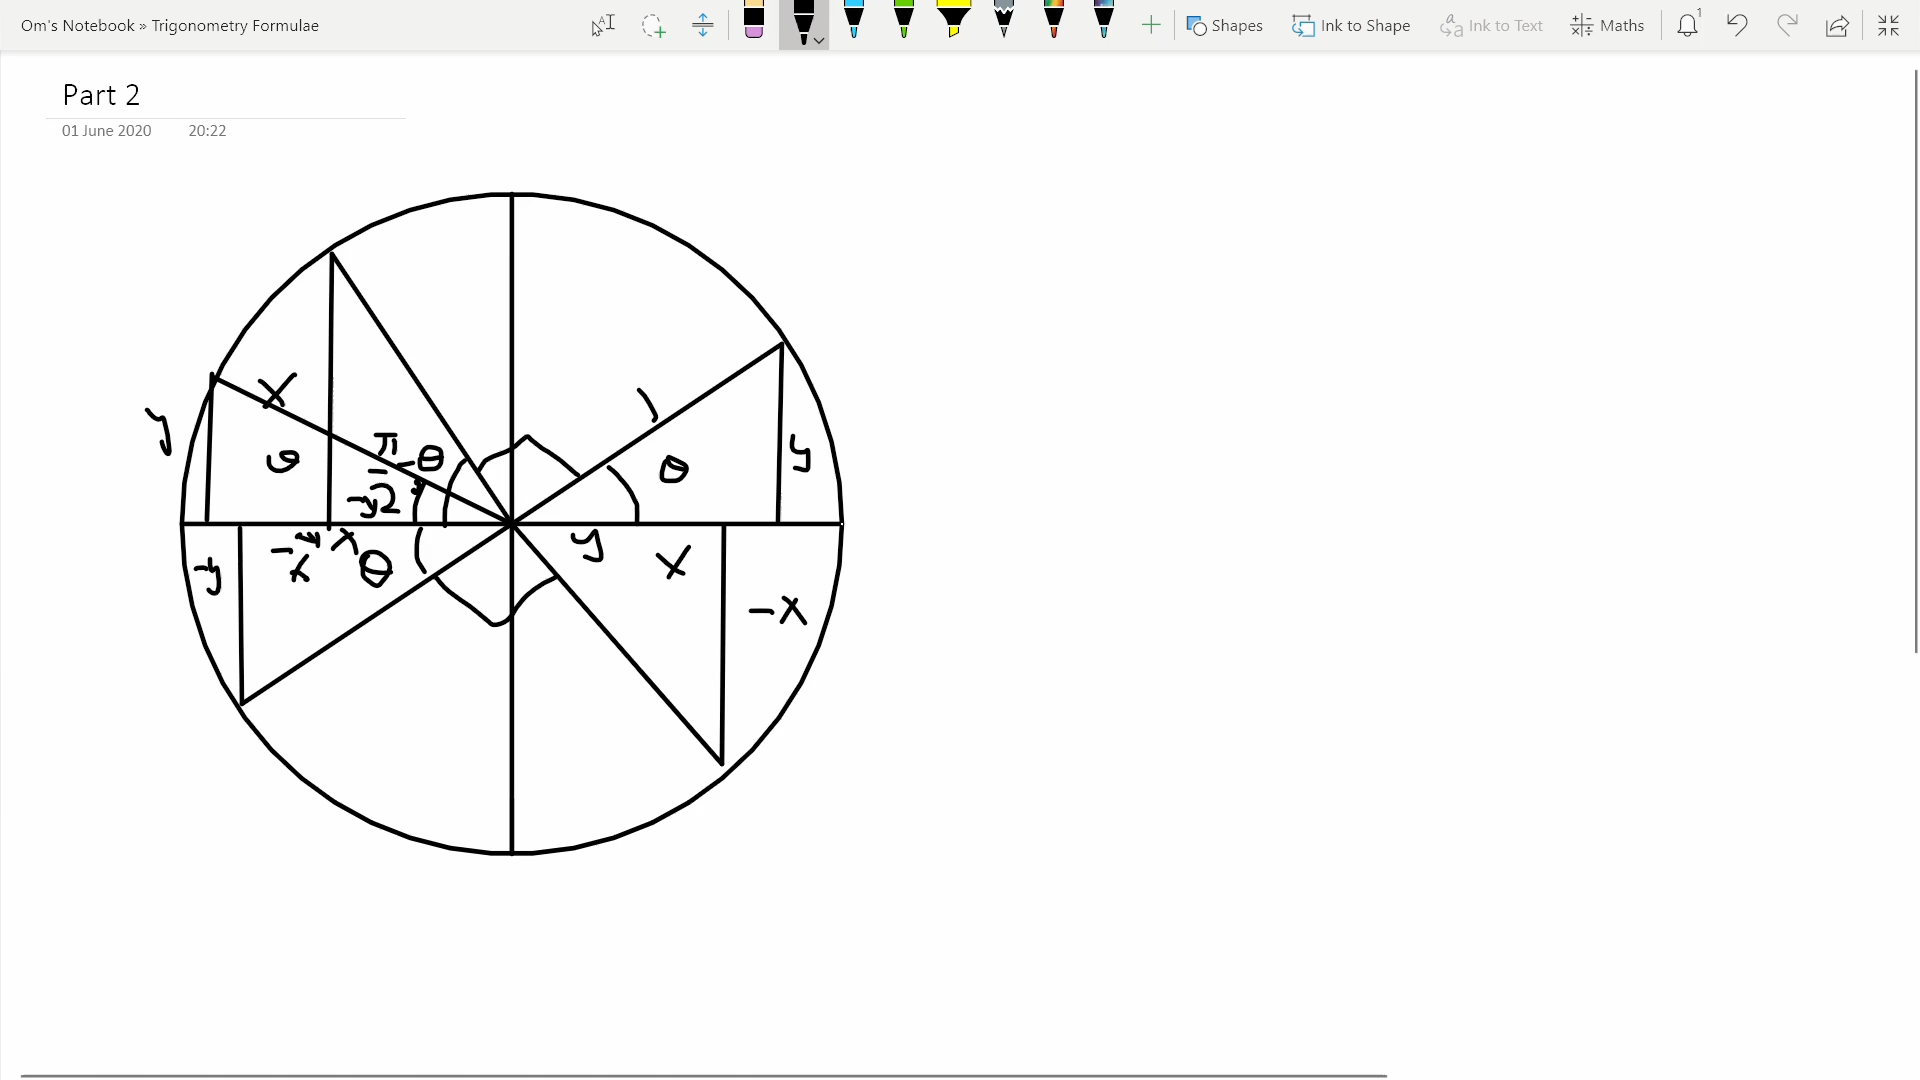 Om's Notebook » Trigonometry Formulae
Shapes
Ink to Shape
Ink to Text
Maths
1
Part 2
01 June 2020 20:22
x
y
π
2
-θ
θ
-y
θ
y
y
x
-x
-y
-x
x
θ